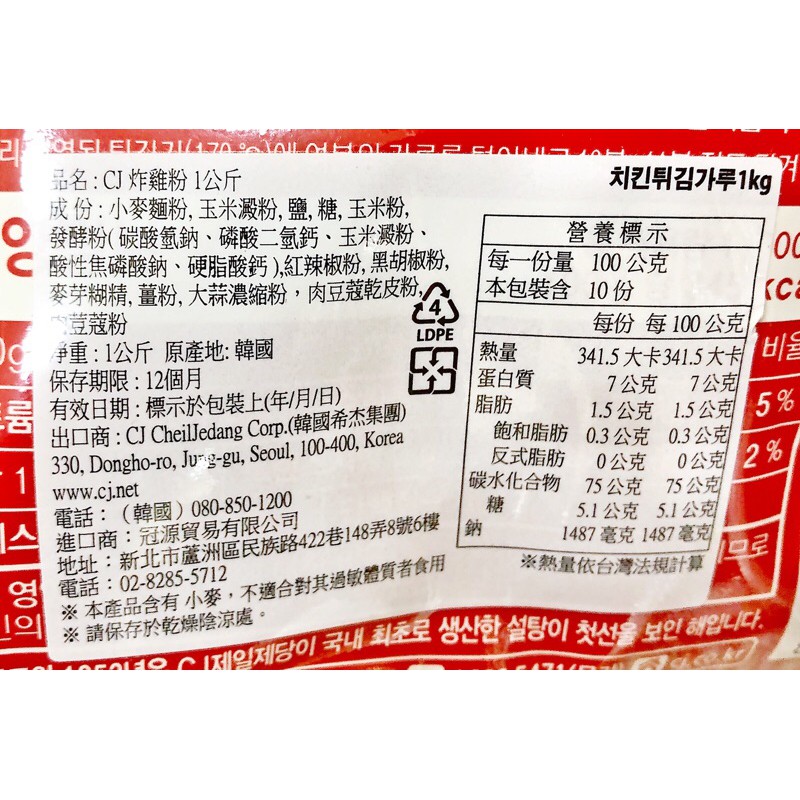 品名 : CJ 炸雞粉 1公斤
치킨튀김가루1kg
成 份 : 小麥麵粉, 玉米澱粉, 鹽, 糖, 玉米粉,
發酵粉( 碳酸氫鈉、磷酸二氫鈣、玉米澱粉、
酸性焦磷酸鈉、硬脂酸鈣 ),紅辣椒粉, 黑胡椒粉,
麥芽糊精, 薑粉, 大蒜濃縮粉，肉豆蔻乾皮粉,
肉荳蔻粉
淨重 : 1公斤 原產地: 韓國
保存期限 : 12個月
有效日期 : 標示於包裝上(年/月/日)
出口商 : CJ CheilJedang Corp.(韓國希杰集團)
330, Dongho-ro, Jung-gu, Seoul, 100-400, Korea
www.cj.net
電話：（韓國）080-850-1200
進口商：冠源貿易有限公司
地址：新北市蘆洲區民族路422巷148弄8號6樓
電話：02-8285-5712
※ 本產品含有 小麥，不適合對其過敏體質者食用
※ 請保存於乾燥陰涼處。
4
LDPE
營養標示
每一份量 100 公克
本包裝含 10 份
每份 每 100 公克
熱量 341.5 大卡 341.5 大卡
蛋白質 7 公克 7 公克
脂肪 1.5 公克 1.5 公克
飽和脂肪 0.3 公克 0.3 公克
反式脂肪 0 公克 0 公克
碳水化合物 75 公克 75 公克
糖 5.1 公克 5.1 公克
鈉 1487 毫克 1487 毫克
※熱量依台灣法規計算
비율
5 %
2 %
제일제당이 국내 최초로 생산한 설탕이 첫선을 보인 해입니다.